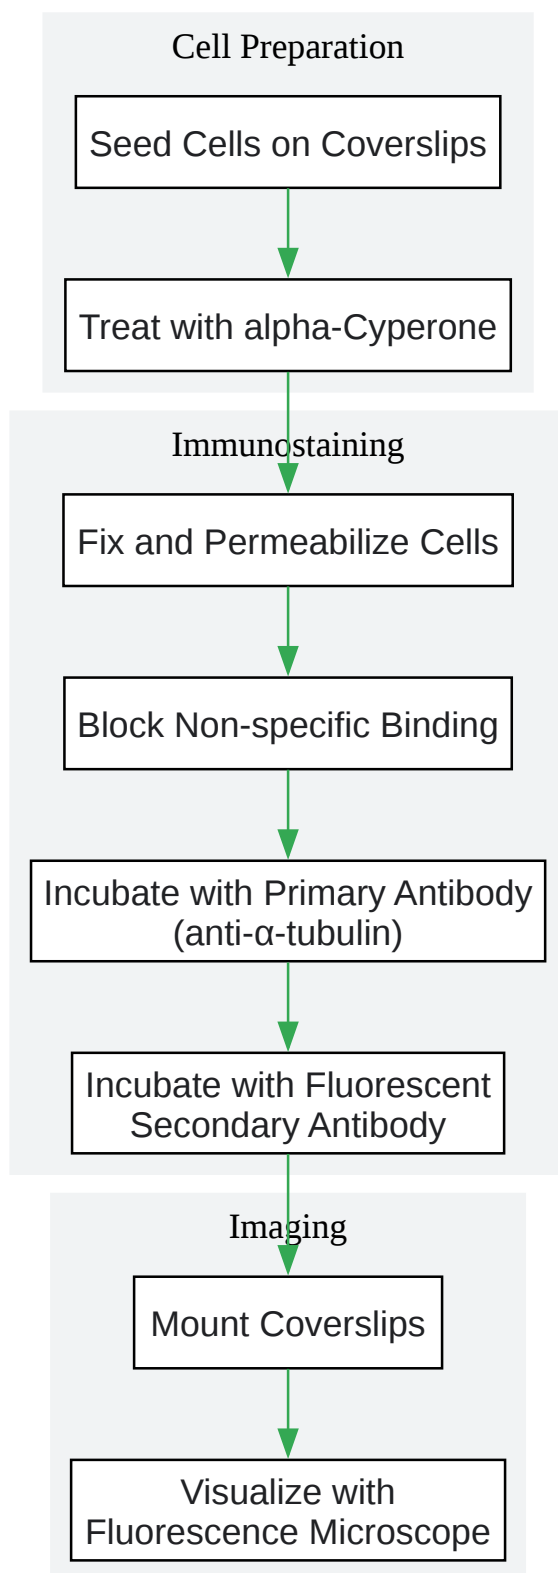 Cell Preparation
Seed Cells on Coverslips
Treat with alpha-Cyperone
Immunostaining
Fix and Permeabilize Cells
Block Non-specific Binding
Incubate with Primary Antibody
(anti-α-tubulin)
Incubate with Fluorescent
Secondary Antibody
Imaging
Mount Coverslips
Visualize with
Fluorescence Microscope